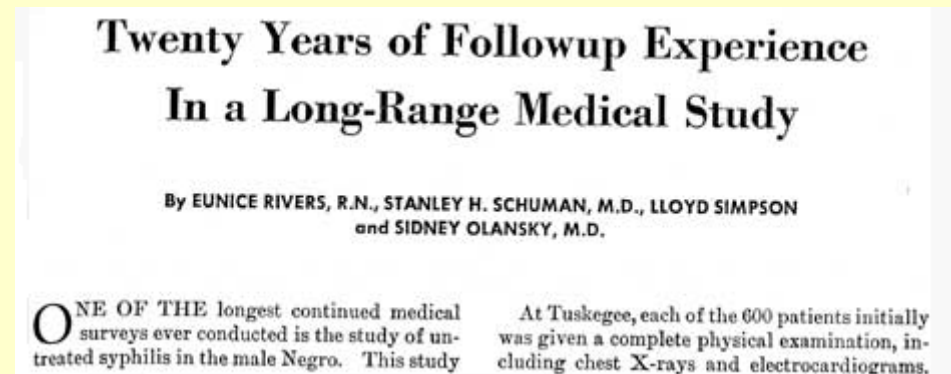 Twenty Years of Followup Experience
In a Long-Range Medical Study
By EUNICE RIVERS, R.N., STANLEY H. SCHUMAN, M.D., LLOYD SIMPSON
and SIDNEY OLANSKY, M.D.
ONE OF THE longest continued medical
surveys ever conducted is the study of un-
treated syphilis in the male Negro. This study
At Tuskegee, each of the 600 patients initially
was given a complete physical examination, in-
cluding chest X-rays and electrocardiograms.